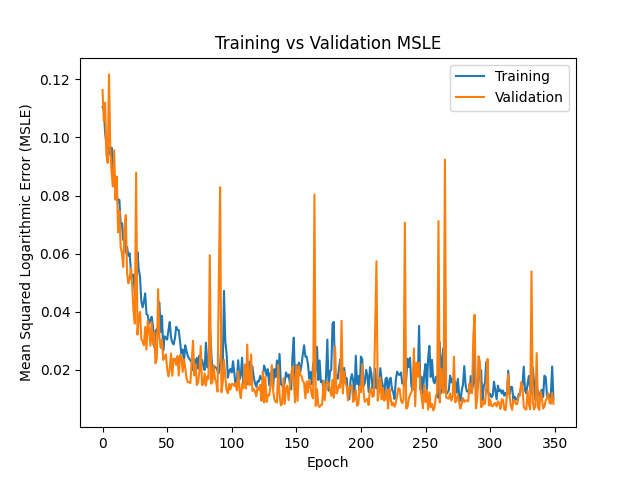 Training vs Validation MSLE
Training
Validation
Mean Squared Logarithmic Error (MSLE)
0.12
0.10
0.08
0.06
0.04
0.02
0 50 100 150 200 250 300 350
Epoch